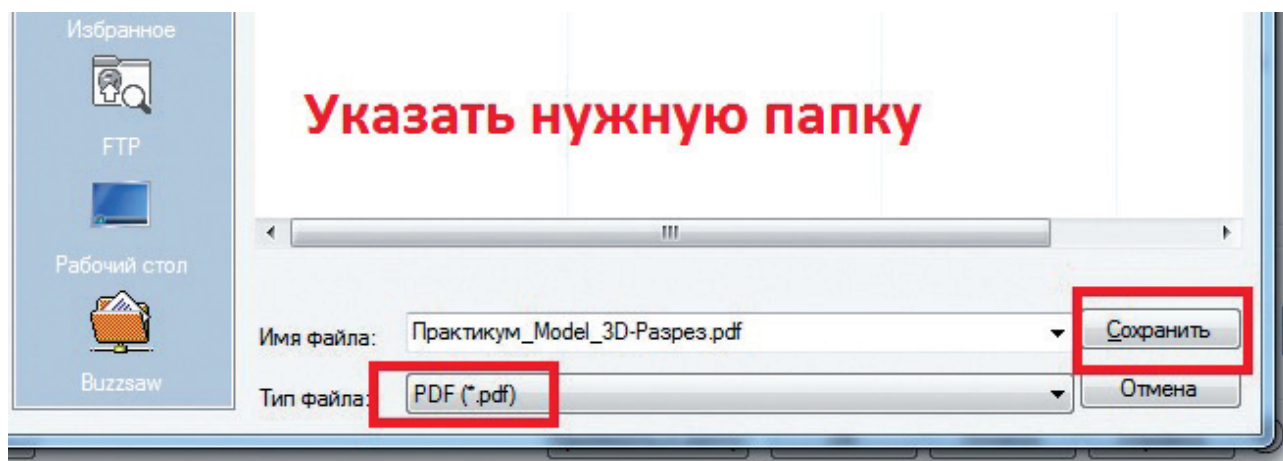 Избранное
FTP
Рабочий стол
Buzzsaw
Указать нужную папку
Имя файла: Практикум_Model_3D-Разрез.pdf
Сохранить
Тип файла: PDF (*.pdf)
Отмена